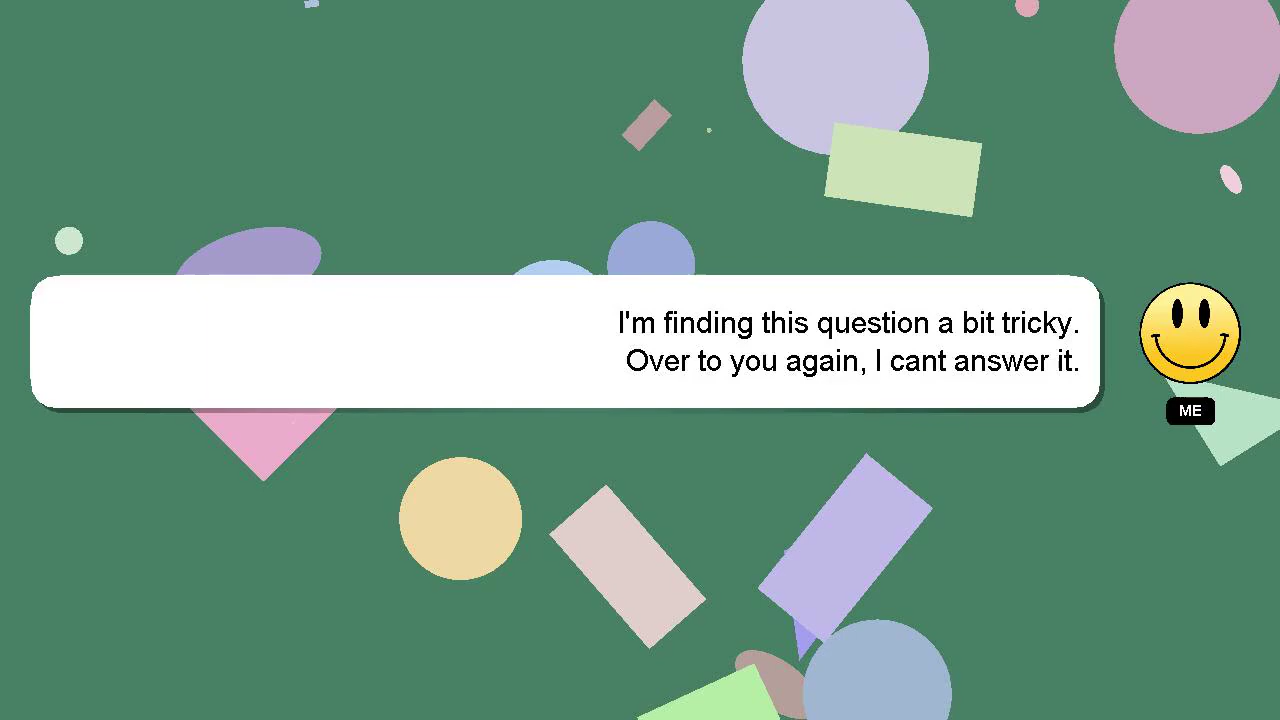 I'm finding this question a bit tricky.
Over to you again, I cant answer it.
ME